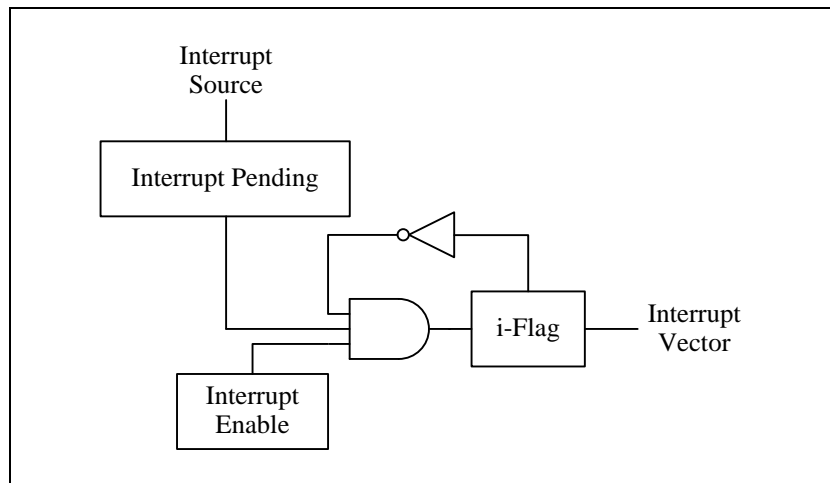 Interrupt
Source
Interrupt Pending
i-Flag
Interrupt
Vector
Interrupt
Enable